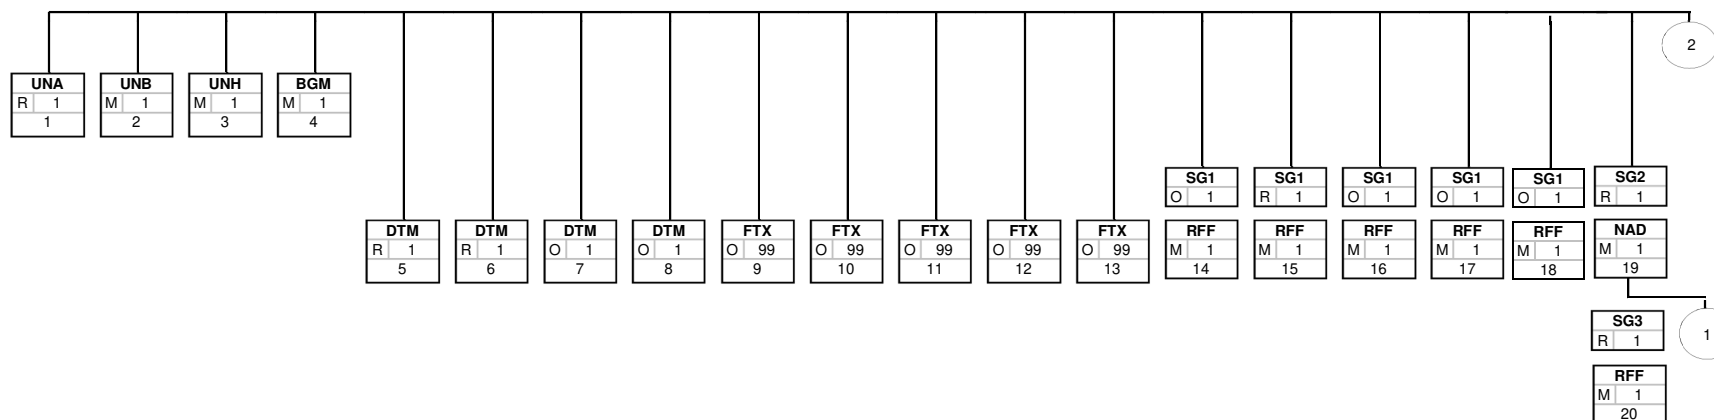 2
UNA UNB UNH BGM
R 1 M 1 M 1 M 1
1 2 3 4
SG1 SG1 SG1 SG1 SG1 SG2
O 1 R 1 O 1 O 1 O 1 R 1
DTM DTM DTM DTM FTX FTX FTX FTX FTX RFF RFF RFF RFF RFF NAD
R 1 R 1 O 1 O 1 O 99 O 99 O 99 O 99 O 99 M 1 M 1 M 1 M 1 M 1 M 1
5 6 7 8 9 10 11 12 13 14 15 16 17 18 19
SG3
R 1
1
RFF
M 1
20